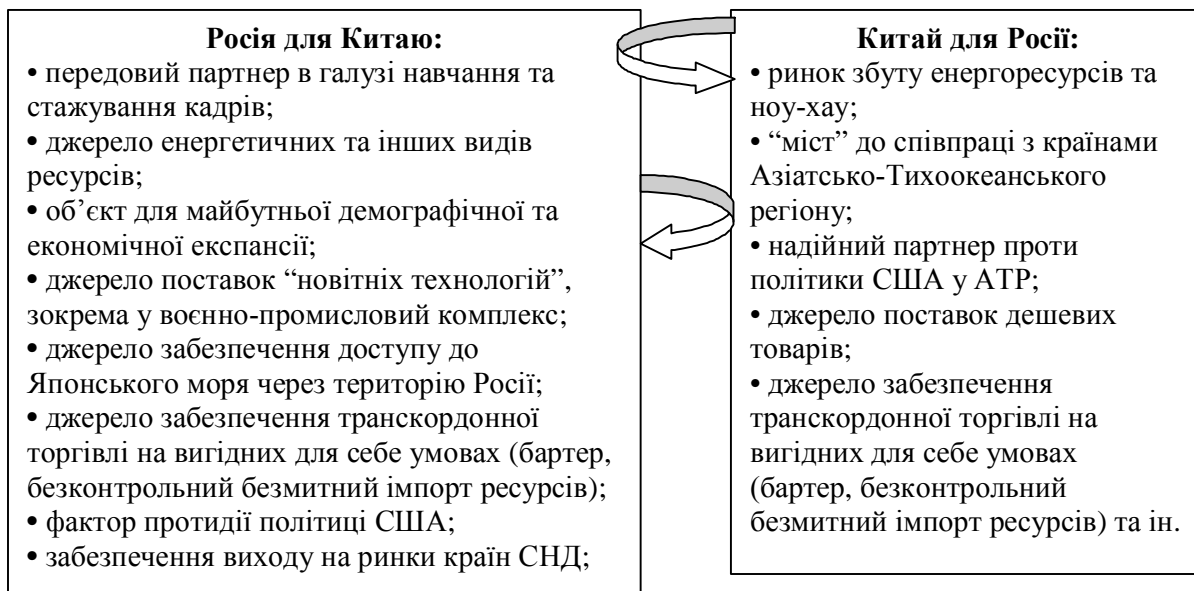 Росія для Китаю:
• передовий партнер в галузі навчання та
стажування кадрів;
• джерело енергетичних та інших видів
ресурсів;
• об’єкт для майбутньої демографічної та
економічної експансії;
• джерело поставок “новітніх технологій”,
зокрема у воєнно-промисловий комплекс;
• джерело забезпечення доступу до
Японського моря через територію Росії;
• джерело забезпечення транскордонної
торгівлі на вигідних для себе умовах (бартер,
безконтрольний безмитний імпорт ресурсів);
• фактор протидії політиці США;
• забезпечення виходу на ринки країн СНД;
Китай для Росії:
• ринок збуту енергоресурсів та
ноу-хау;
• “міст” до співпраці з країнами
Азіатсько-Тихоокеанського
регіону;
• надійний партнер проти
політики США у АТР;
• джерело поставок дешевих
товарів;
• джерело забезпечення
транскордонної торгівлі на
вигідних для себе умовах
(бартер, безконтрольний
безмитний імпорт ресурсів) та ін.